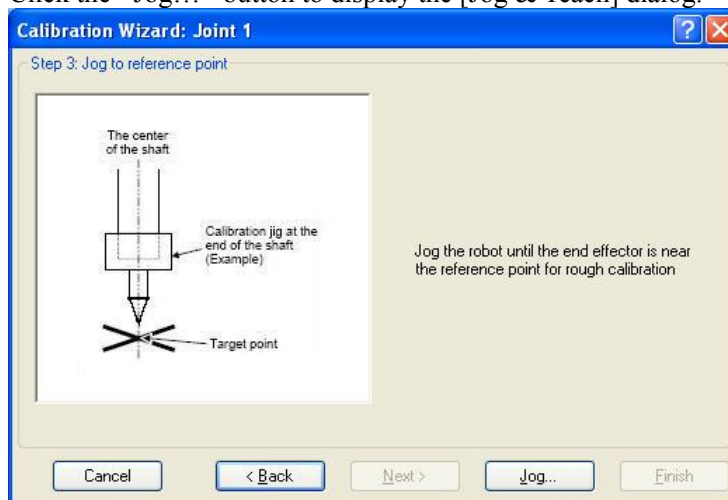 Click the "Jog…" button to display the [Jog & Teach] dialog.
Calibration Wizard: Joint 1
Step 3: Jog to reference point
The center
of the shaft
Calibration jig at the
end of the shaft
(Example)
Target point
Jog the robot until the end effector is near
the reference point for rough calibration
Cancel
< Back
Next >
Jog...
Finish